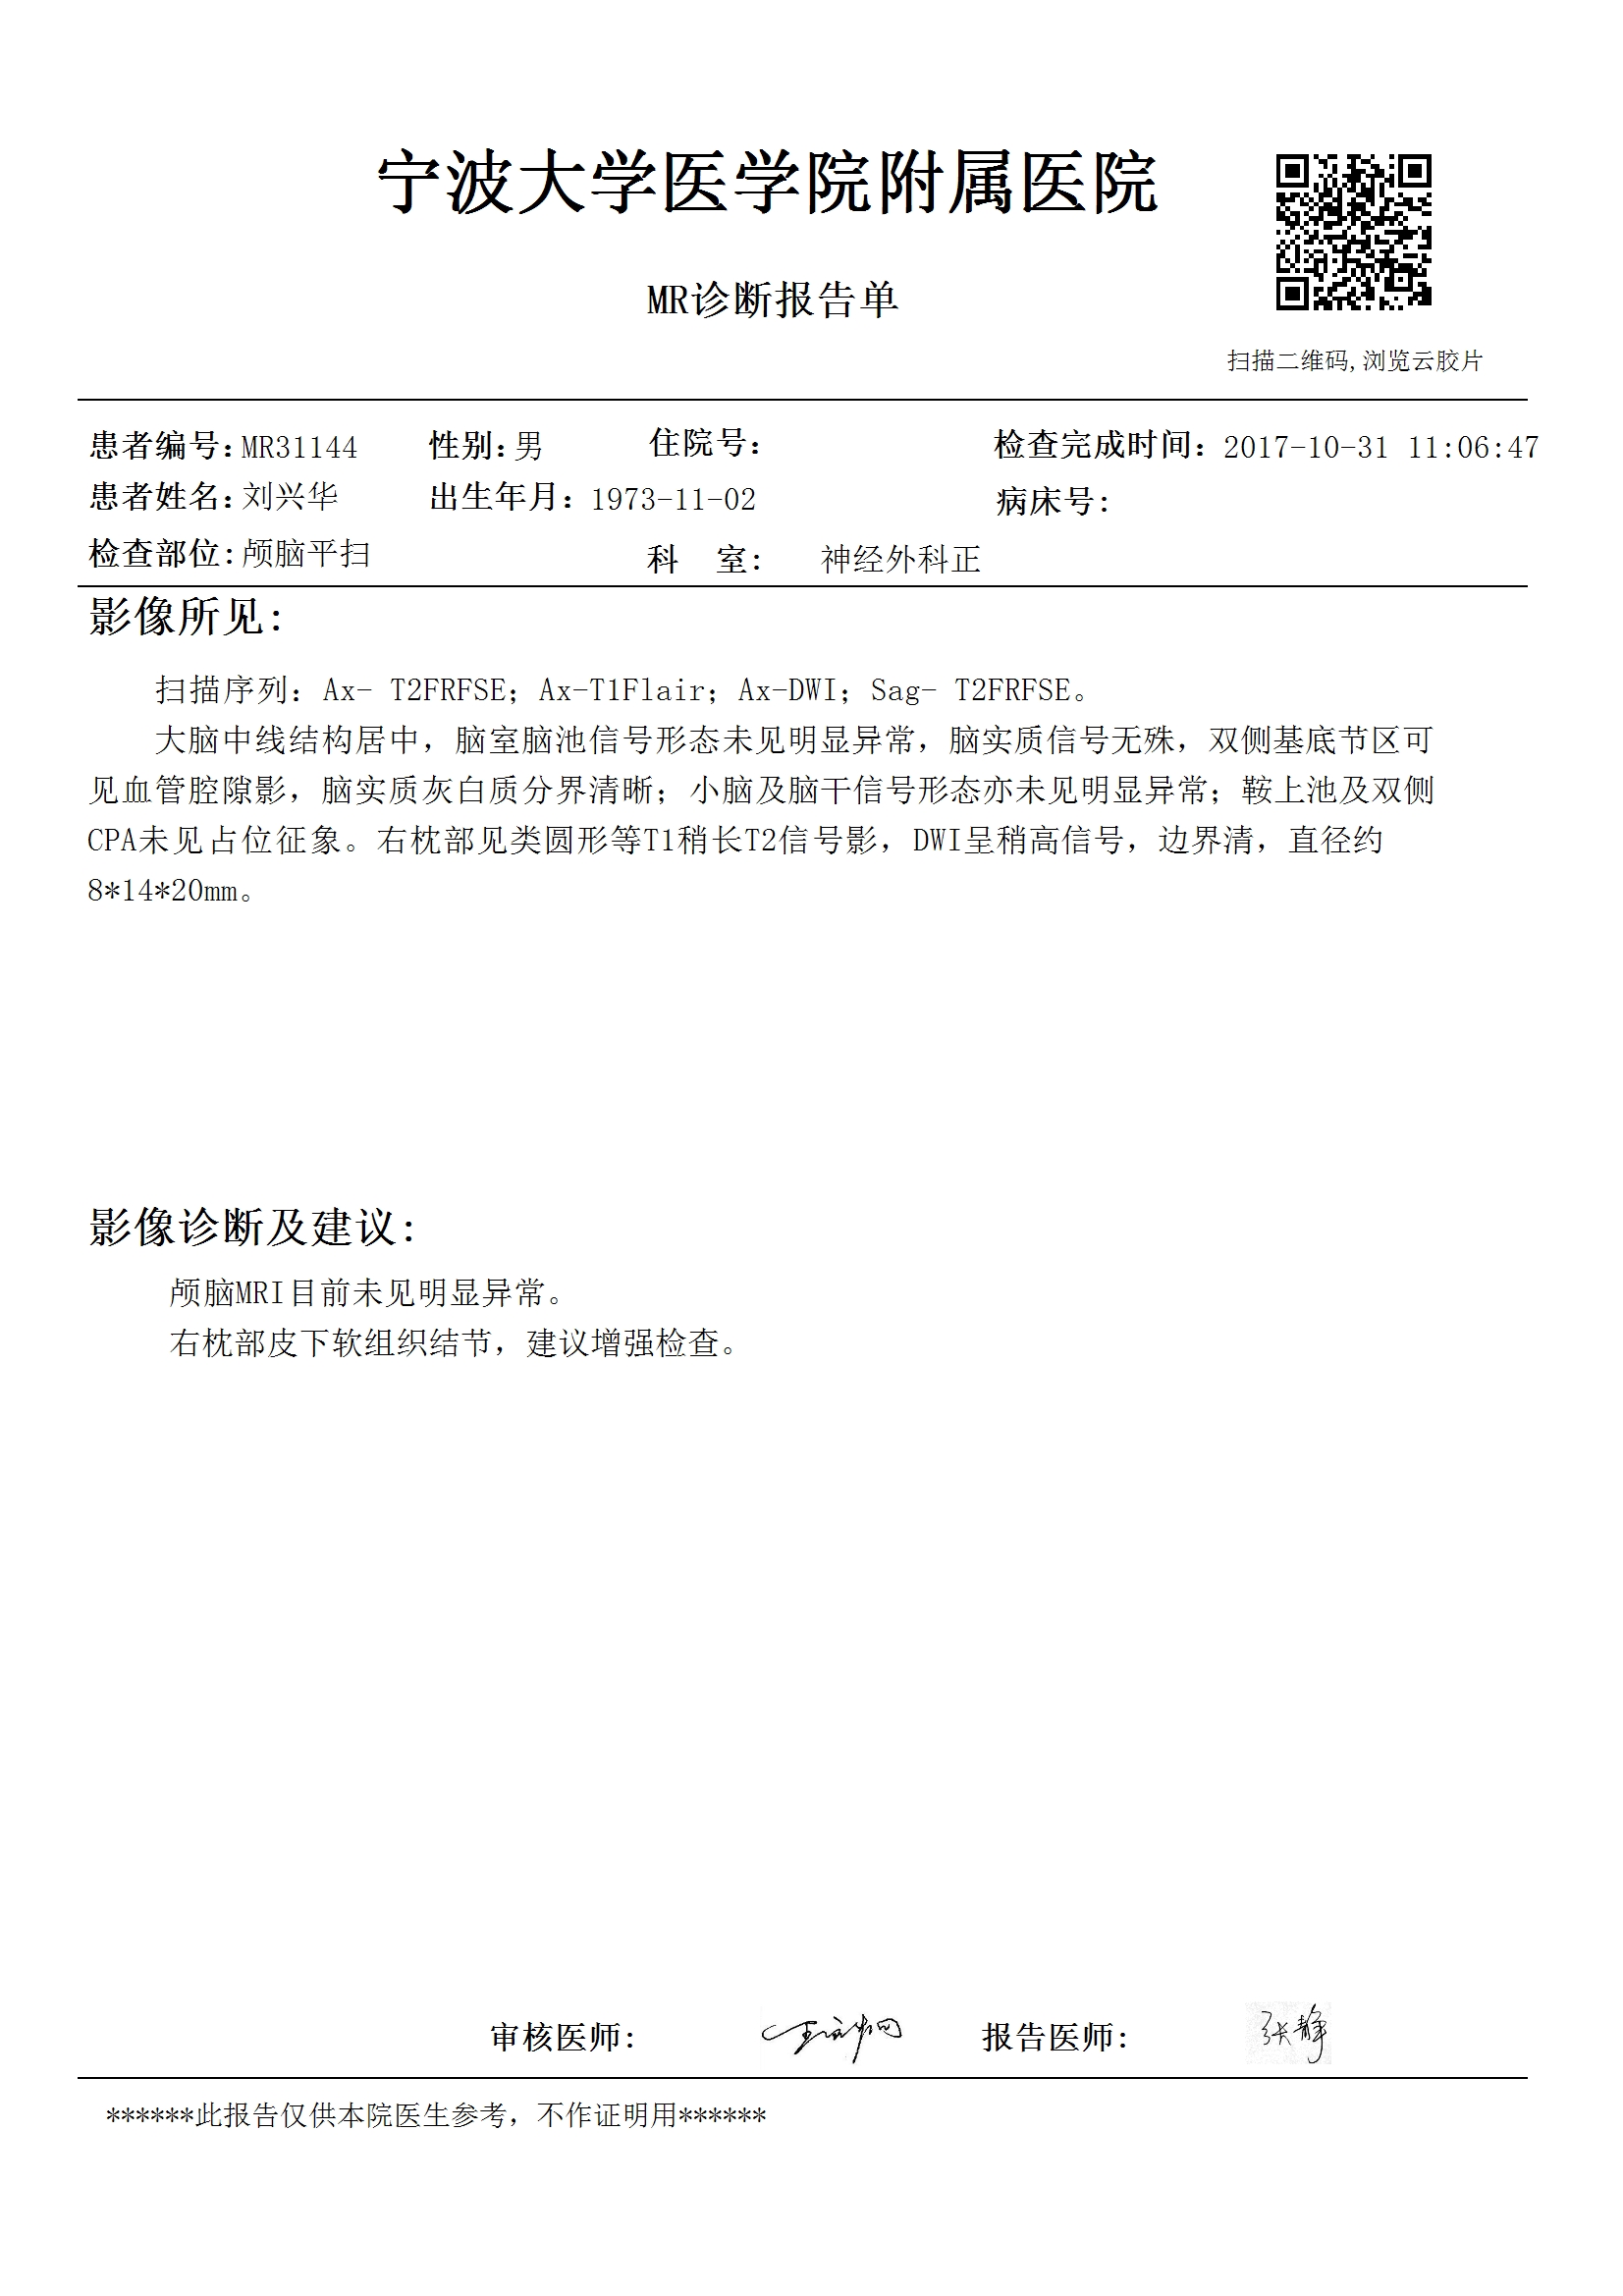 宁波大学医学院附属医院
MR诊断报告单
扫描二维码,浏览云胶片
患者编号:MR31144 性别:男 住院号: 检查完成时间: 2017-10-31 11:06:47
患者姓名:刘兴华 出生年月: 1973-11-02 病床号:
检查部位:颅脑平扫 科 室: 神经外科正
影像所见:
扫描序列: Ax- T2FRFSE; Ax-T1Flair; Ax-DWI; Sag- T2FRFSE。
大脑中线结构居中，脑室脑池信号形态未见明显异常，脑实质信号无殊，双侧基底节区可
见血管腔隙影，脑实质灰白质分界清晰；小脑及脑干信号形态亦未见明显异常；鞍上池及双侧
CPA未见占位征象。右枕部见类圆形等T1稍长T2信号影，DWI呈稍高信号，边界清，直径约
8*14*20mm。
影像诊断及建议:
颅脑MRI目前未见明显异常。
右枕部皮下软组织结节，建议增强检查。
审核医师: 报告医师: 张静
******此报告仅供本院医生参考，不作证明用******